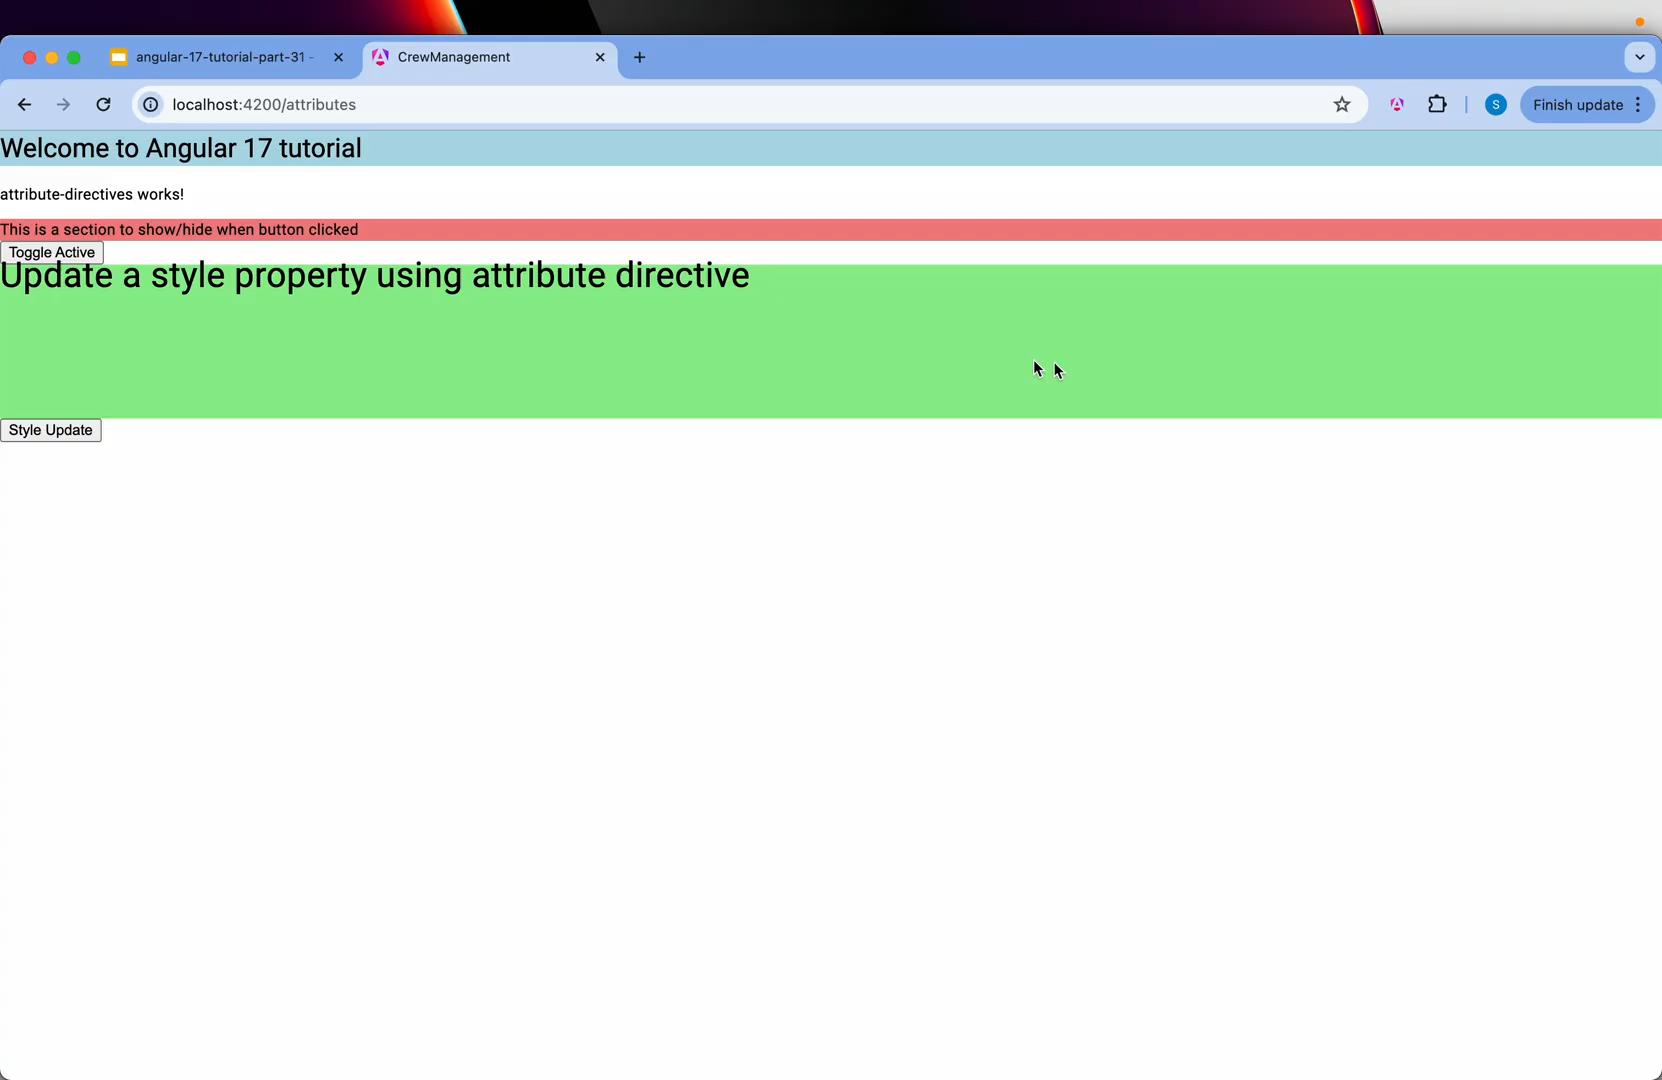 angular-17-tutorial-part-31 -
CrewManagement
localhost:4200/attributes
S
Finish update
Welcome to Angular 17 tutorial
attribute-directives works!
This is a section to show/hide when button clicked
Toggle Active
Update a style property using attribute directive
Style Update